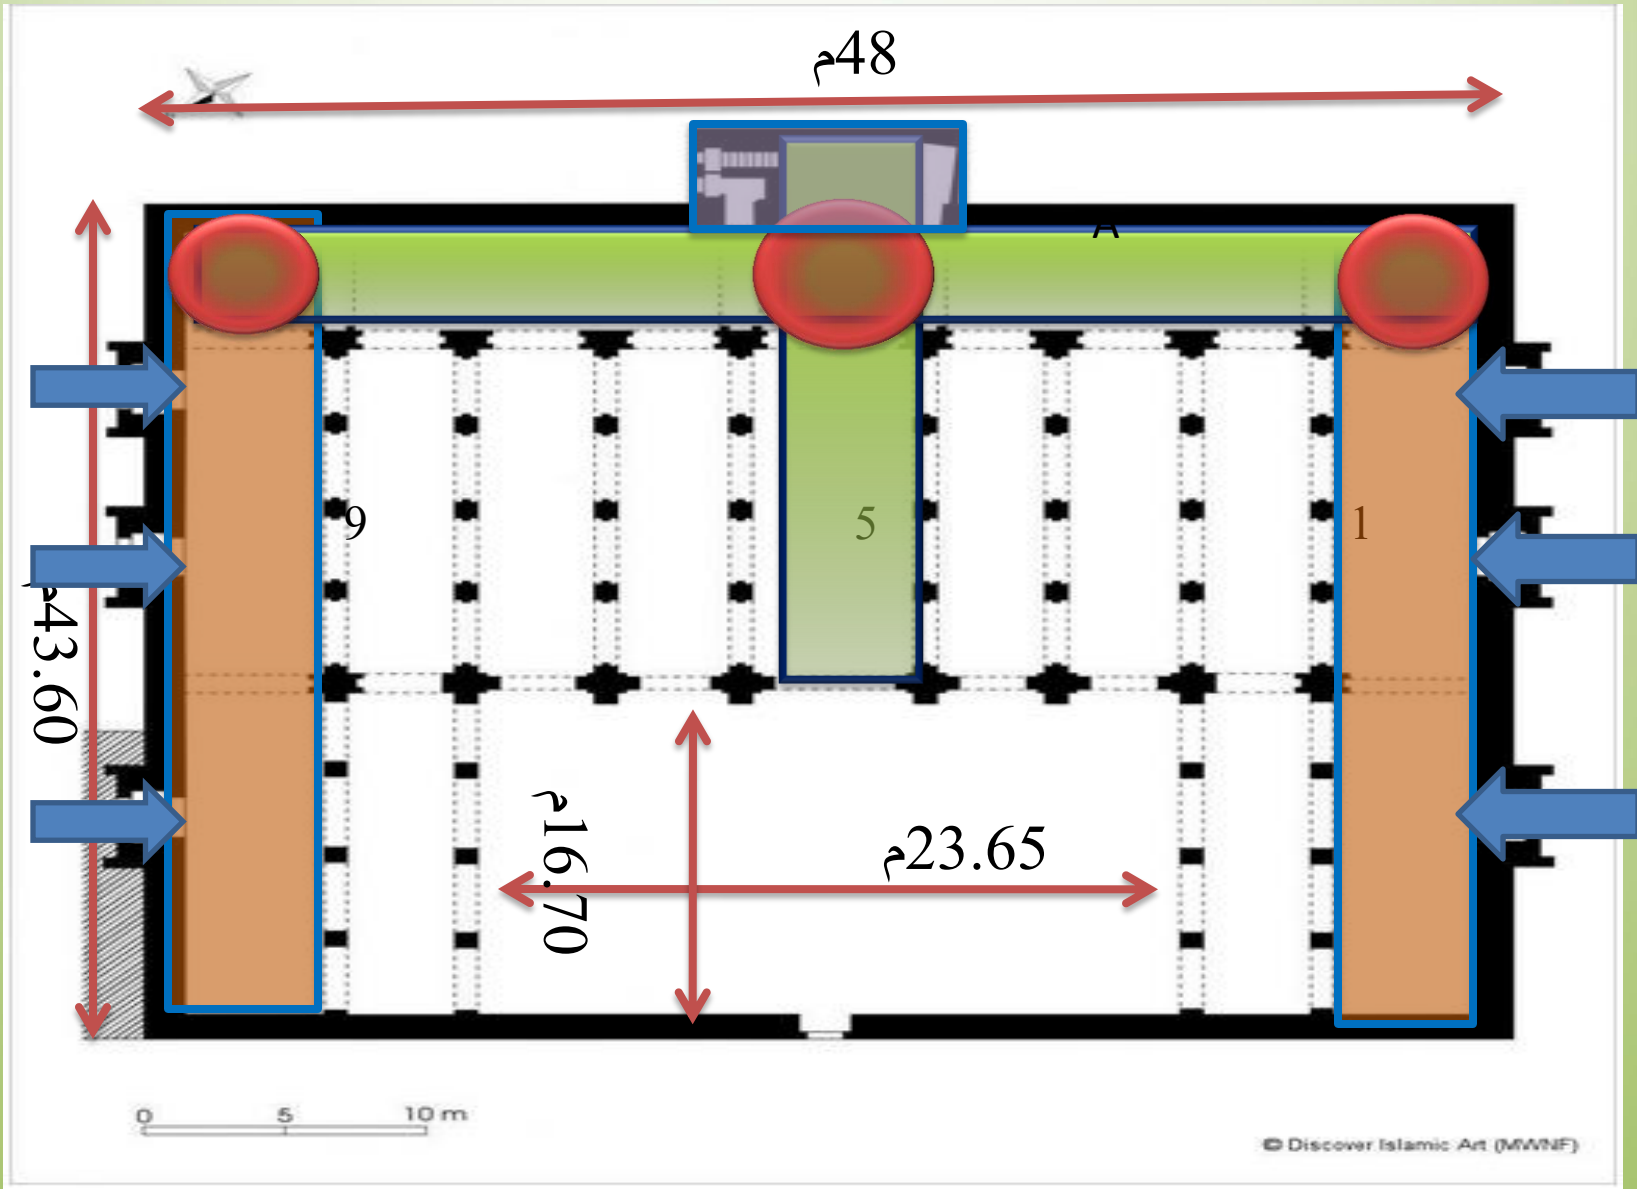 48م
A
9
5
1
43.60م
23.65م
16.70م
0 5 10 m
© Discover Islamic Art (MWNF)